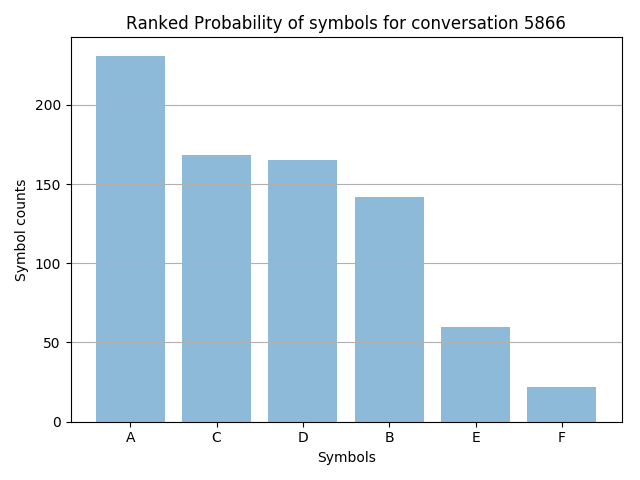 Ranked Probability of symbols for conversation 5866
Symbol counts
200
150
100
50
0
A C D B E F
Symbols